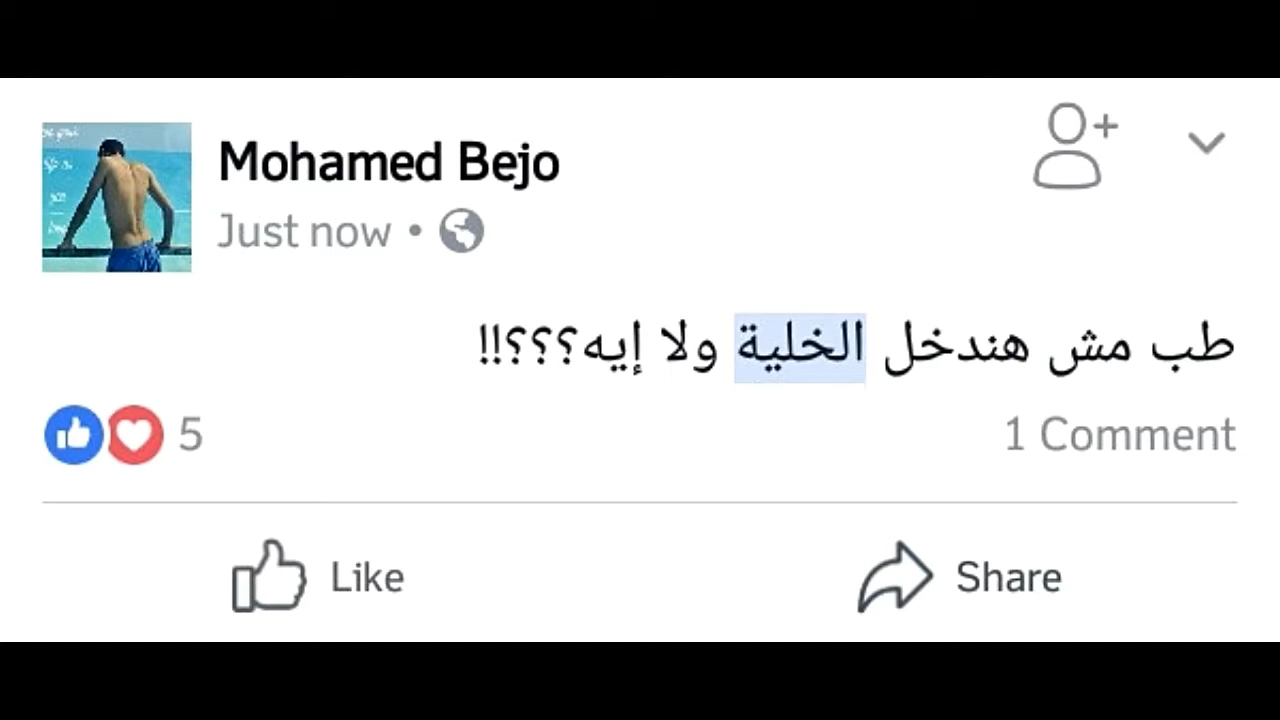 Mohamed Bejo
Just now •
طب مش هندخل الخلية ولا إيه؟؟؟!!
5
1 Comment
Like
Share